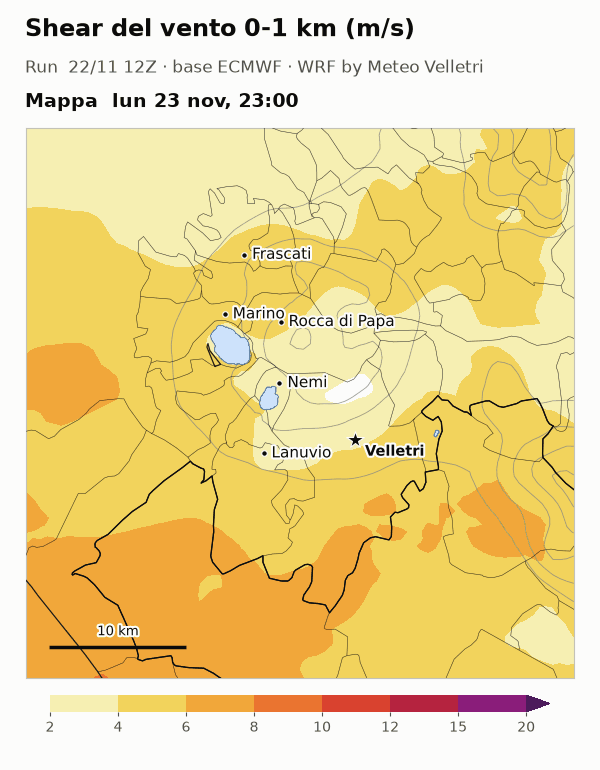 Shear del vento 0-1 km (m/s)
Run  22/11 12Z · base ECMWF · WRF by Meteo Velletri
Mappa  lun 23 nov, 23:00
Frascati
Marino
Rocca di Papa
Nemi
Velletri
Lanuvio
10 km
2 4 6 8 10 12 15 20